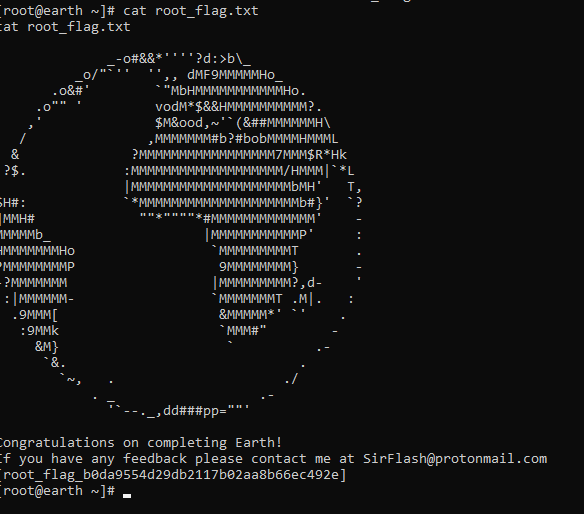 [root@earth ~]# cat root_flag.txt
cat root_flag.txt

              _-o#&&*''''?d:>b\_
          _o/"`''  '',, dMF9MMMMMHo_
       .o&#'        `"MbHMMMMMMMMMMMHo.
     .o"" '         vodM*$&&HMMMMMMMMMM?.
    ,'              $M&ood,~'`(&##MMMMMMH\
   /               ,MMMMMMM#b?#bobMMMMHMMML
  &              ?MMMMMMMMMMMMMMMMM7MMM$R*Hk
 ?$.            :MMMMMMMMMMMMMMMMMMM/HMMM|`*L
                |MMMMMMMMMMMMMMMMMMMMbMH'   T,
$H#:            `*MMMMMMMMMMMMMMMMMMMMb#}'  `?
|MMH#             ""*""""*#MMMMMMMMMMMMM'    -
MMMMMb_                   |MMMMMMMMMMMP'     :
HMMMMMMMHo                 `MMMMMMMMMT       .
?MMMMMMMMP                  9MMMMMMMM}       -
-?MMMMMMM                  |MMMMMMMMM?,d-    '
 :|MMMMMM-                 `MMMMMMMT .M|.   :
  .9MMM[                    &MMMMM*' `'    .
   :9MMk                    `MMM#"        -
     &M}                     `          .-
      `&.                             .
        `~,   .                     ./
            . _                  .-
              '`--._,dd###pp=""'

Congratulations on completing Earth!
If you have any feedback please contact me at SirFlash@protonmail.com
[root_flag_b0da9554d29db2117b02aa8b66ec492e]
[root@earth ~]#